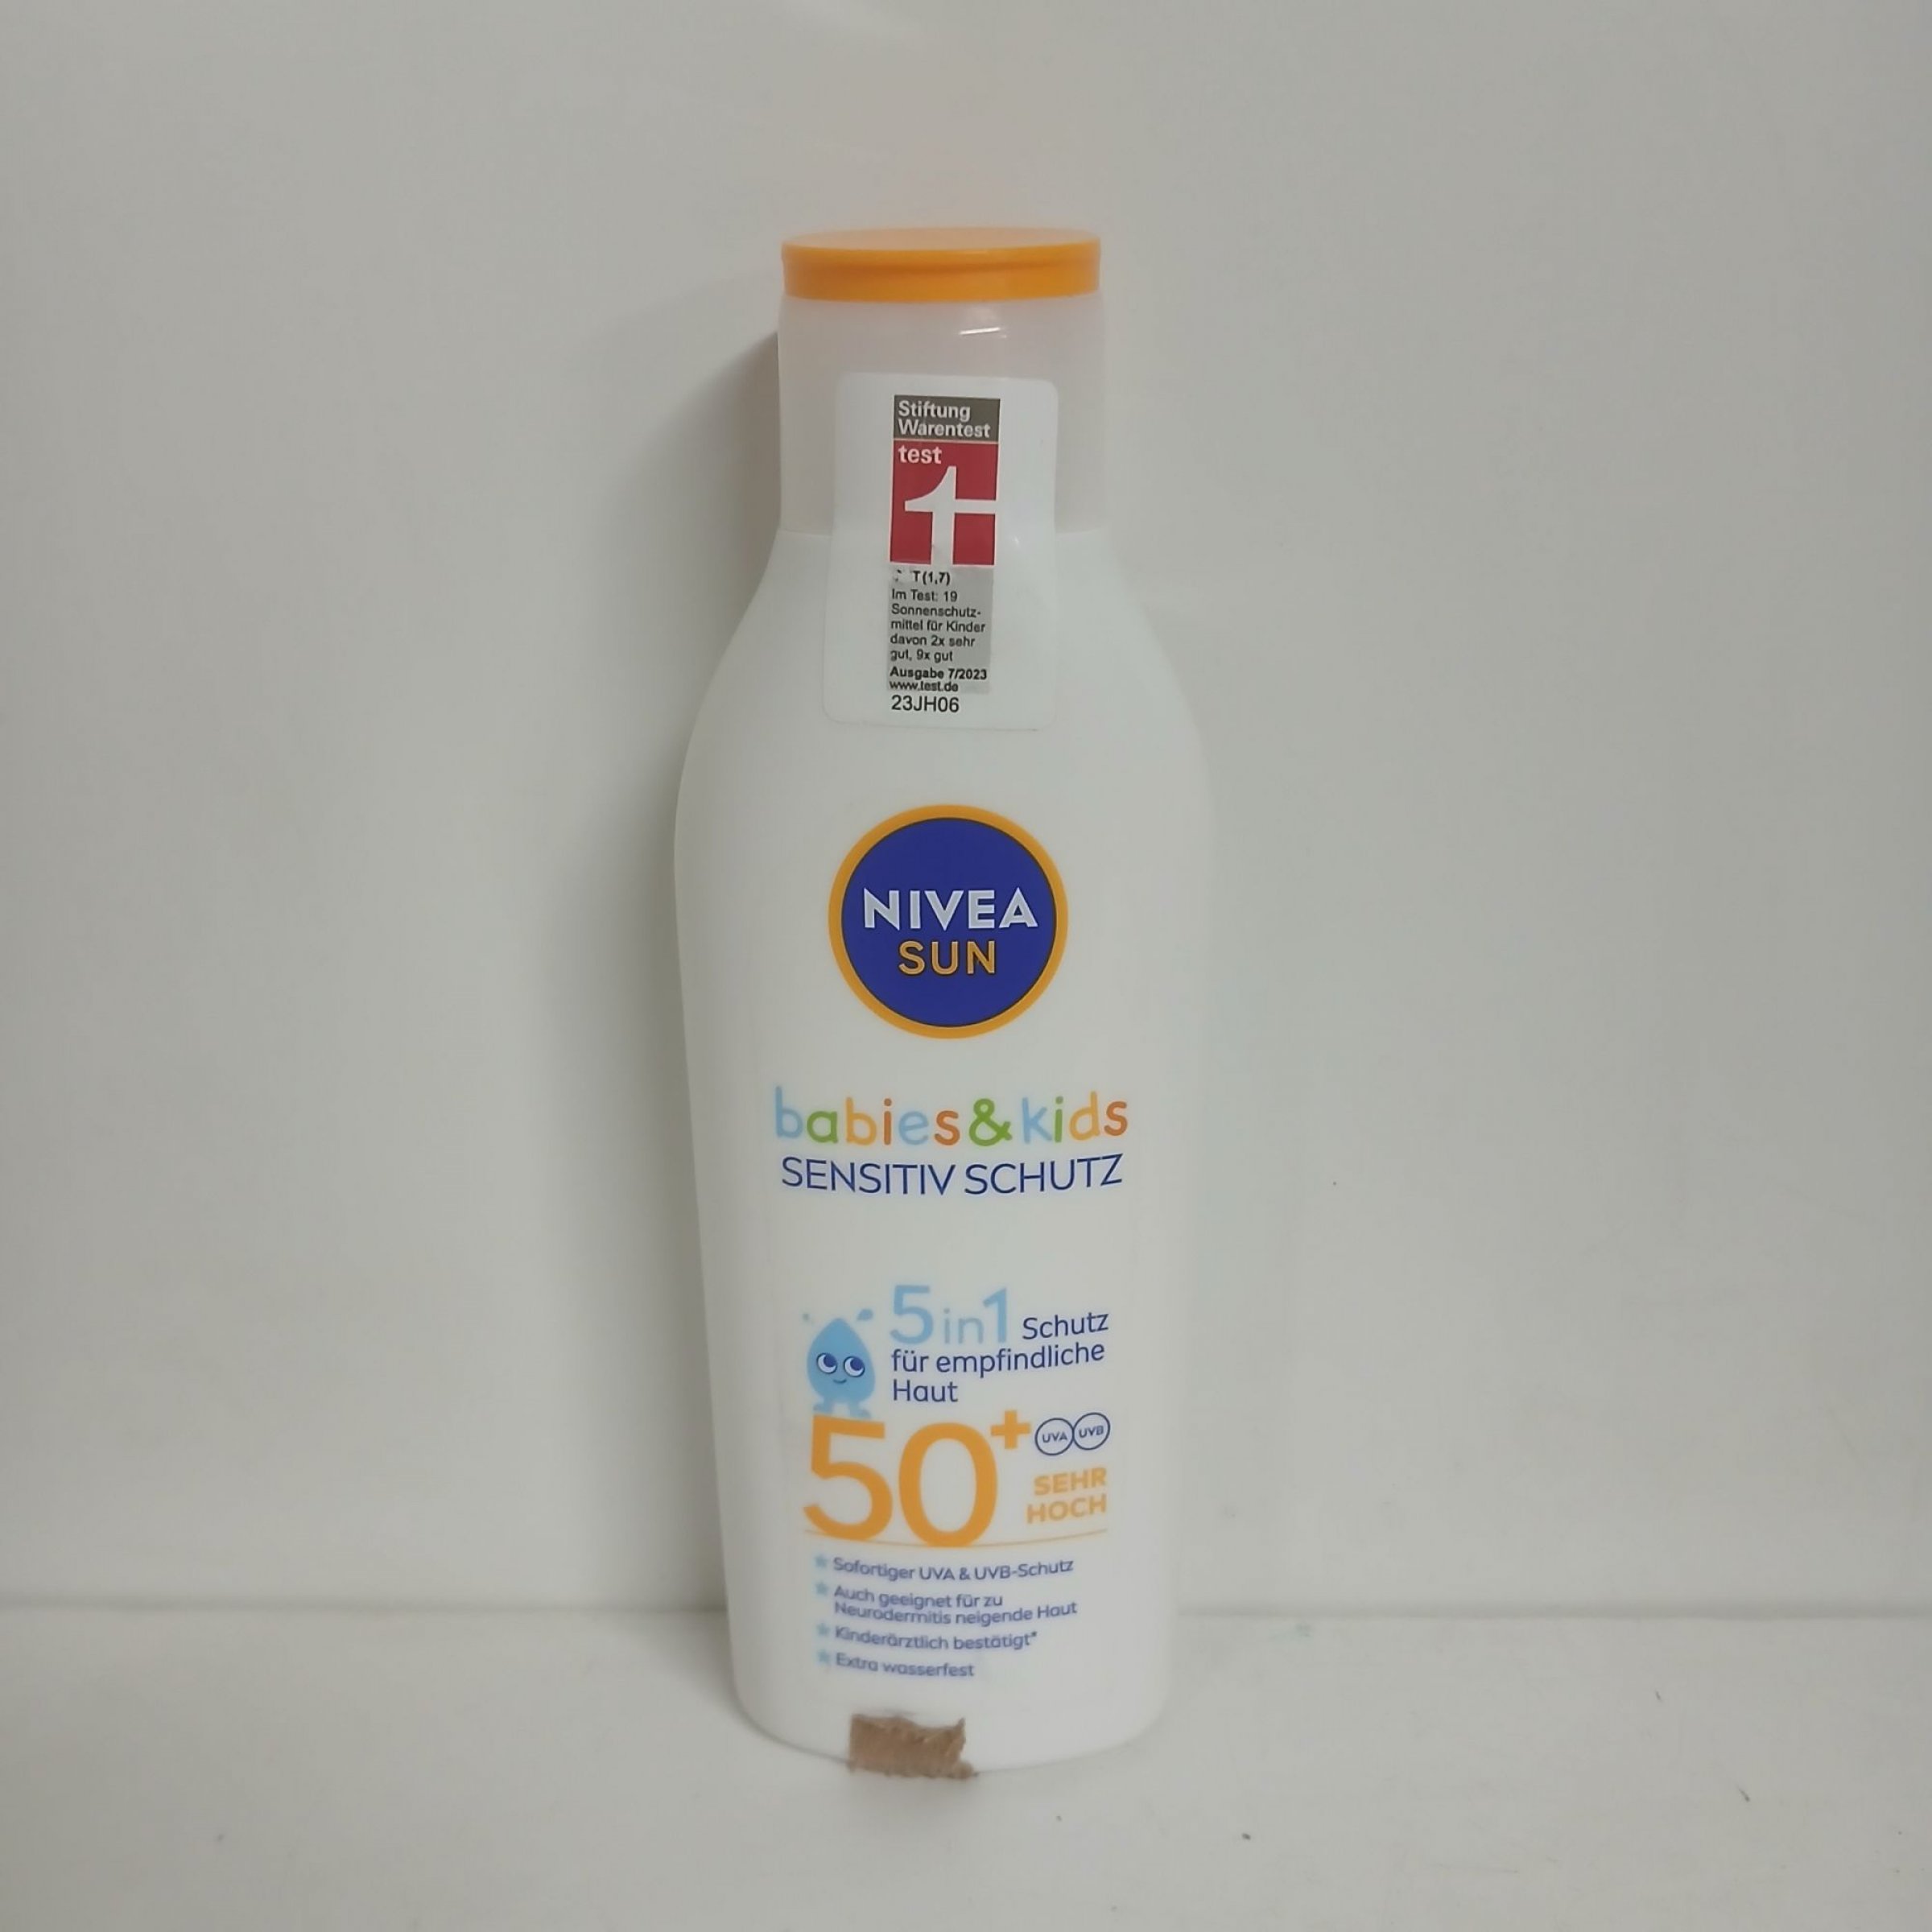 Stiftung
Warentest
test
T (1,7)
Im Test: 19
Sonnenschutz-
mittel für Kinder
davon 2x sehr
gut, 9x gut
Ausgabe 7/2023
www.test.de
23JH06
NIVEA
SUN
babies&kids
SENSITIV SCHUTZ
5in1 Schutz
für empfindliche
Haut
50+ UVA UVB
SEHR
HOCH
Sofortiger UVA & UVB-Schutz
Auch geeignet für zu
Neurodermitis neigende Haut
Kinderärztlich bestätigt*
Extra wasserfest